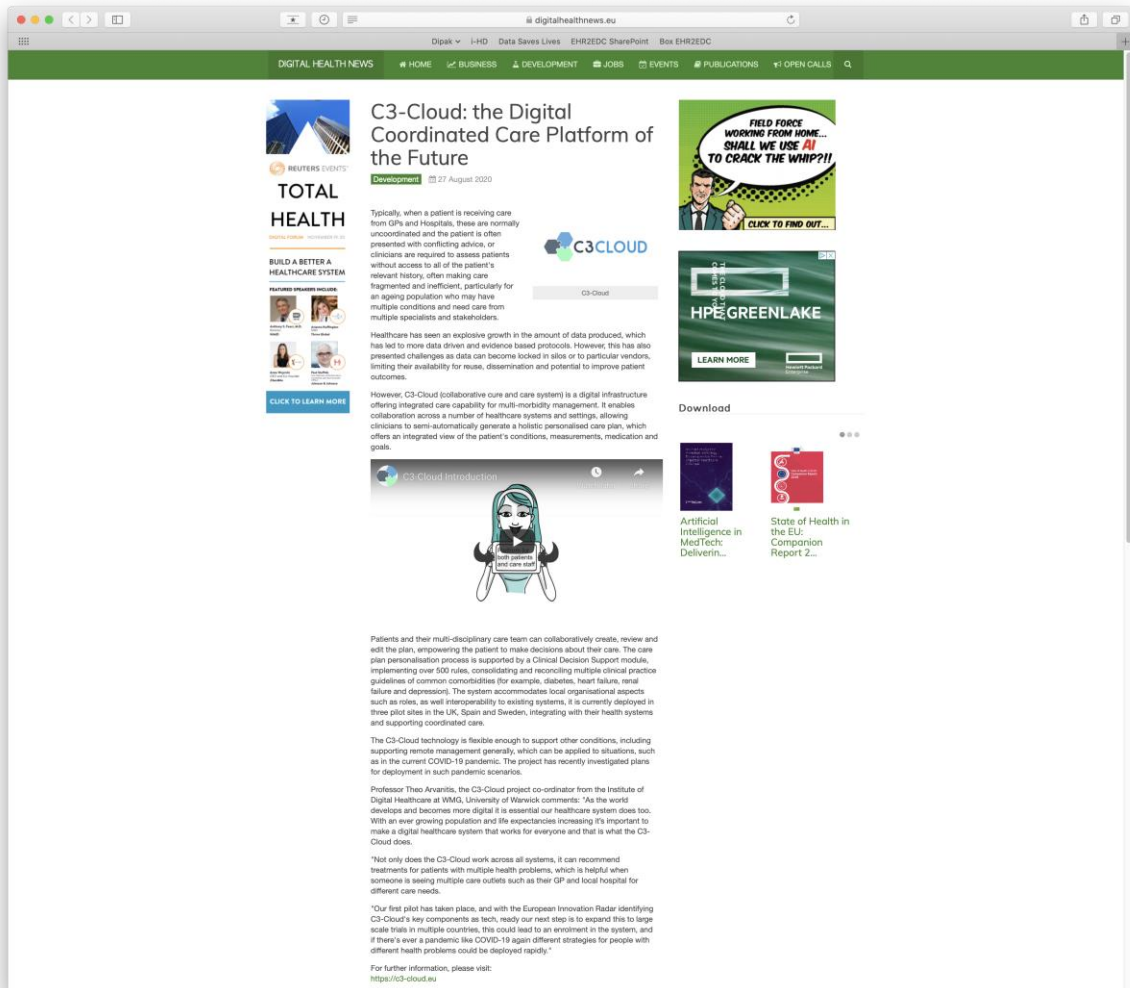 digitalhealthnews.eu
Dipak i~HD Data Saves Lives EHR2EDC SharePoint Box EHR2EDC
DIGITAL HEALTH NEWS HOME BUSINESS DEVELOPMENT JOBS EVENTS PUBLICATIONS OPEN CALLS
REUTERS EVENTS
TOTAL
HEALTH
DIGITAL FORUM
BUILD A BETTER A
HEALTHCARE SYSTEM
FEATURED SPEAKERS INCLUDE:
CLICK TO LEARN MORE
C3-Cloud: the Digital
Coordinated Care Platform of
the Future
Development 27 August 2020
Typically, when a patient is receiving care
from GPs and Hospitals, these are normally
uncoordinated and the patient is often
presented with conflicting advice, or
clinicians are required to assess patients
without access to all of the patient's
relevant history, often making care
fragmented and inefficient, particularly for
an ageing population who may have
multiple conditions and need care from
multiple specialists and stakeholders.
C3CLOUD
C3-Cloud
Healthcare has seen an explosive growth in the amount of data produced, which
has led to more data driven and evidence based protocols. However, this has also
presented challenges as data can become locked in silos or to particular vendors,
limiting their availability for reuse, dissemination and potential to improve patient
outcomes.
However, C3-Cloud (collaborative cure and care system) is a digital infrastructure
offering integrated care capability for multi-morbidity management. It enables
collaboration across a number of healthcare systems and settings, allowing
clinicians to semi-automatically generate a holistic personalised care plan, which
offers an integrated view of the patient's conditions, measurements, medication and
goals.
C3-Cloud Introduction
both patients
and care staff
Patients and their multi-disciplinary care team can collaboratively create, review and
edit the plan, empowering the patient to make decisions about their care. The care
plan personalisation process is supported by a Clinical Decision Support module,
implementing over 500 rules, consolidating and reconciling multiple clinical practice
guidelines of common comorbidities (for example, diabetes, heart failure, renal
failure and depression). The system accommodates local organisational aspects
such as roles, as well interoperability to existing systems, it is currently deployed in
three pilot sites in the UK, Spain and Sweden, integrating with their health systems
and supporting coordinated care.
The C3-Cloud technology is flexible enough to support other conditions, including
supporting remote management generally, which can be applied to situations, such
as in the current COVID-19 pandemic. The project has recently investigated plans
for deployment in such pandemic scenarios.
Professor Theo Arvanitis, the C3-Cloud project co-ordinator from the Institute of
Digital Healthcare at WMG, University of Warwick comments: "As the world
develops and becomes more digital it is essential our healthcare system does too.
With an ever growing population and life expectancies increasing it's important to
make a digital healthcare system that works for everyone and that is what the C3-
Cloud does.
"Not only does the C3-Cloud work across all systems, it can recommend
treatments for patients with multiple health problems, which is helpful when
someone is seeing multiple care outlets such as their GP and local hospital for
different care needs.
"Our first pilot has taken place, and with the European Innovation Radar identifying
C3-Cloud's key components as tech, ready our next step is to expand this to large
scale trials in multiple countries, this could lead to an enrolment in the system, and
if there's ever a pandemic like COVID-19 again different strategies for people with
different health problems could be deployed rapidly."
For further information, please visit:
https://c3-cloud.eu
FIELD FORCE
WORKING FROM HOME...
SHALL WE USE AI
TO CRACK THE WHIP?!!
CLICK TO FIND OUT...
THE CLOUD THAT
COMES TO YOU
HPE GREENLAKE
LEARN MORE
Hewlett Packard
Enterprise
Download
Artificial
Intelligence in
MedTech:
Deliverin...
State of Health in
the EU:
Companion
Report 2...